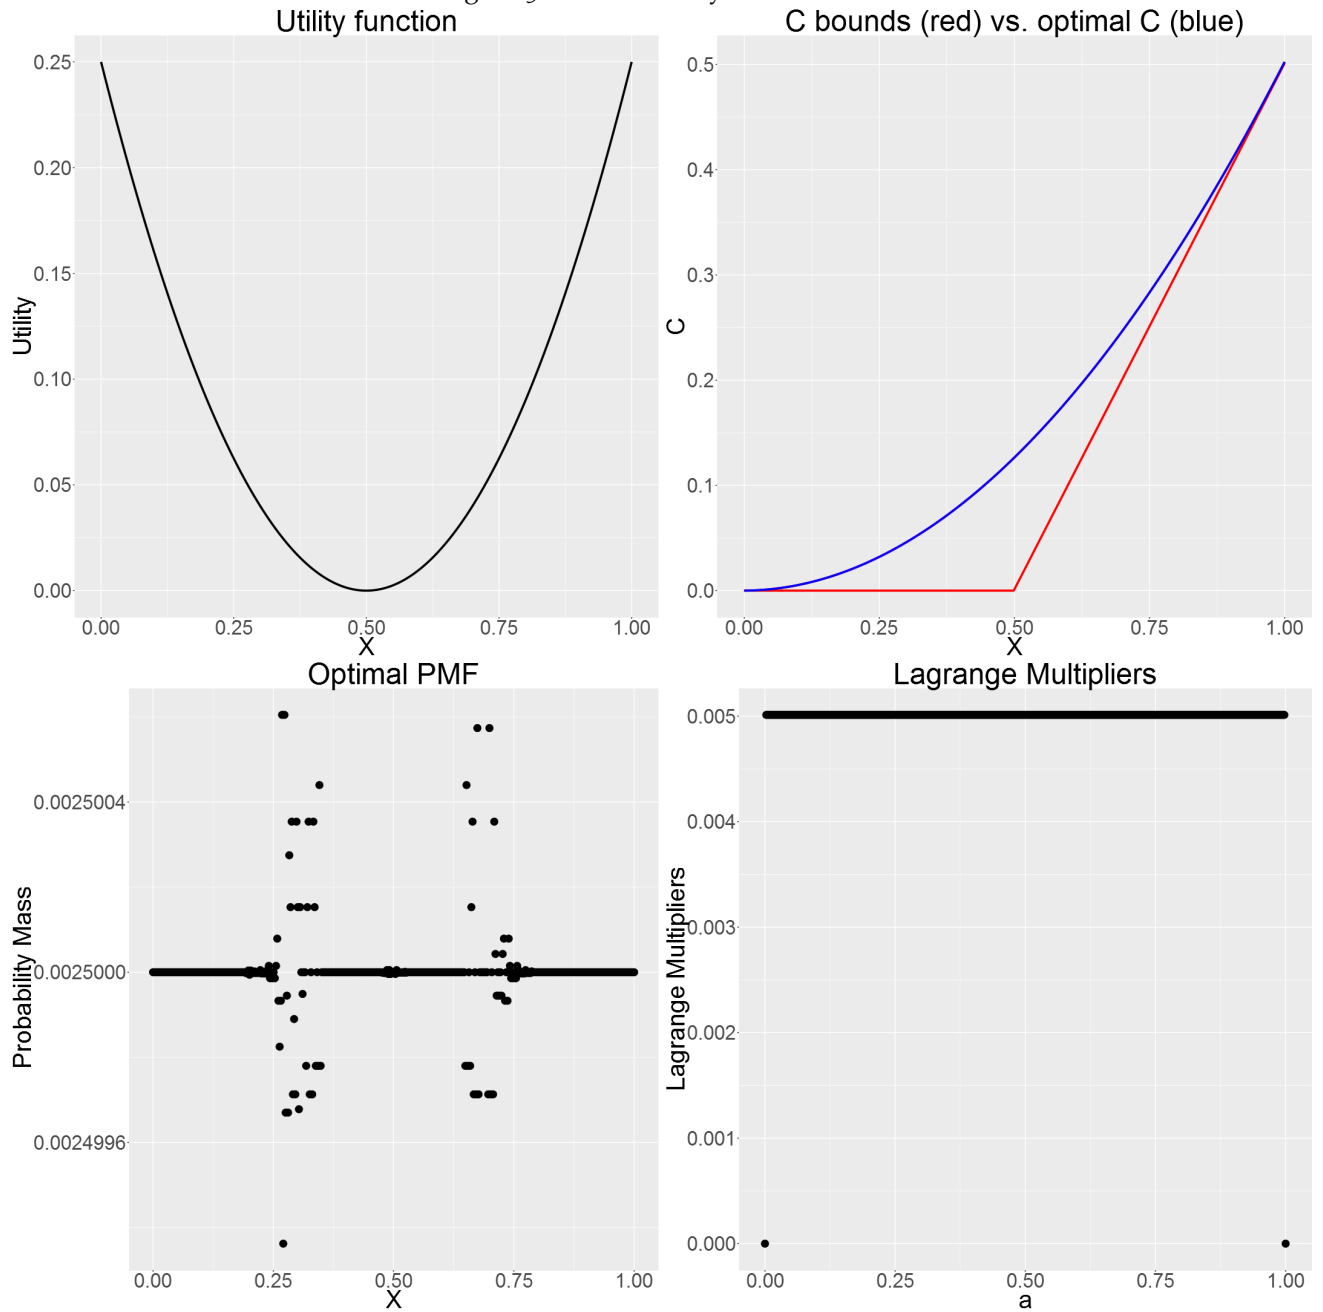 Utility function
0.25
0.20
0.15
0.10
0.05
0.00
Utility
0.00 0.25 0.50 0.75 1.00
X
C bounds (red) vs. optimal C (blue)
0.5
0.4
0.3
0.2
0.1
0.0
C
0.00 0.25 0.50 0.75 1.00
X
Optimal PMF
0.0025004
0.0025000
0.0024996
Probability Mass
0.00 0.25 0.50 0.75 1.00
X
Lagrange Multipliers
0.005
0.004
0.003
0.002
0.001
0.000
Lagrange Multipliers
0.00 0.25 0.50 0.75 1.00
a